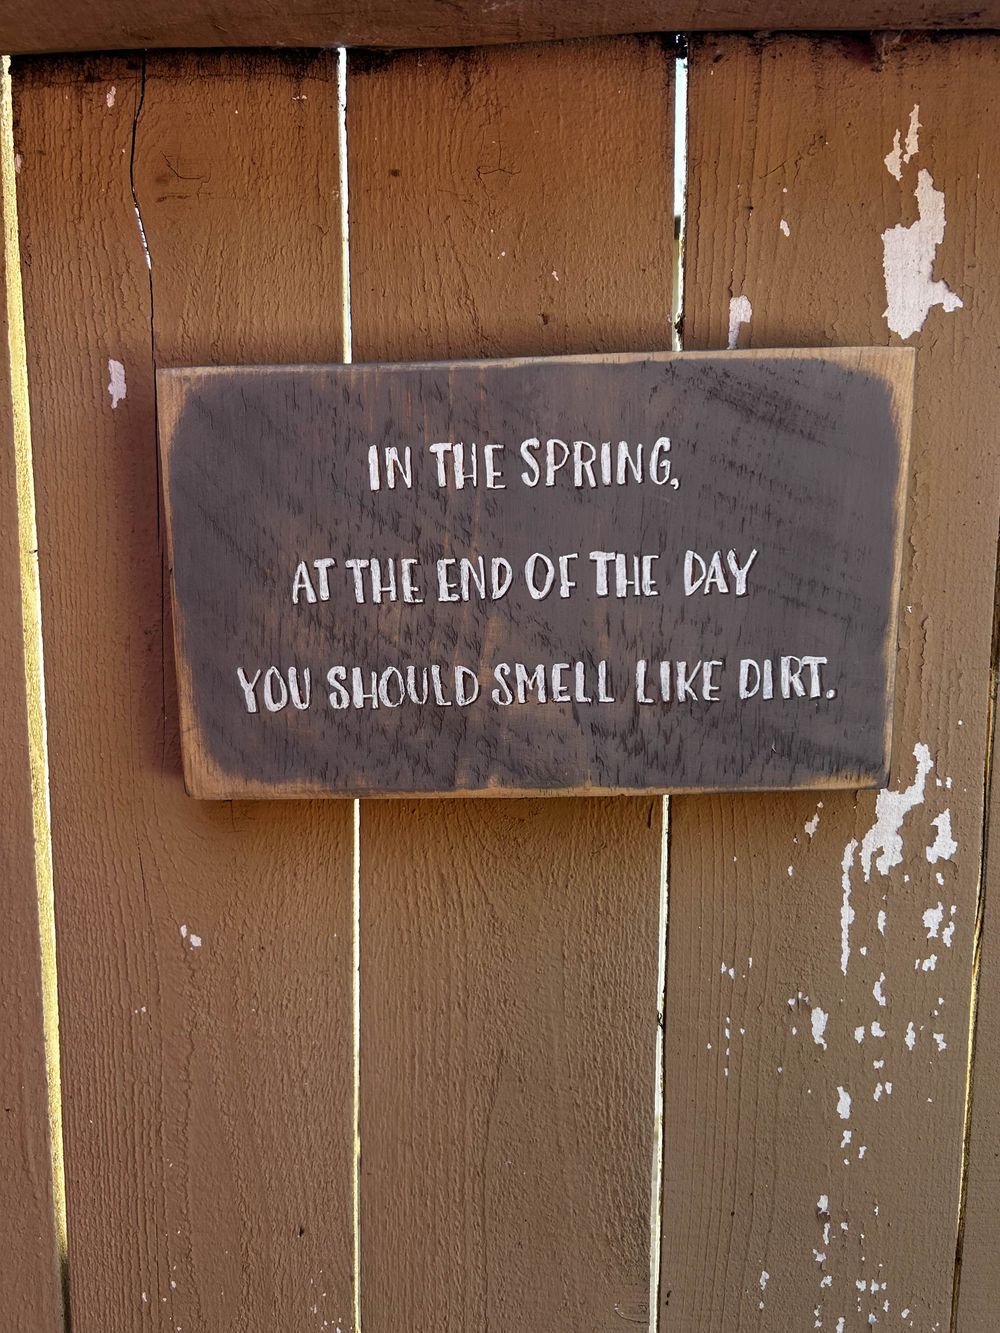 IN THE SPRING,
AT THE END OF THE DAY
YOU SHOULD SMELL LIKE DIRT.